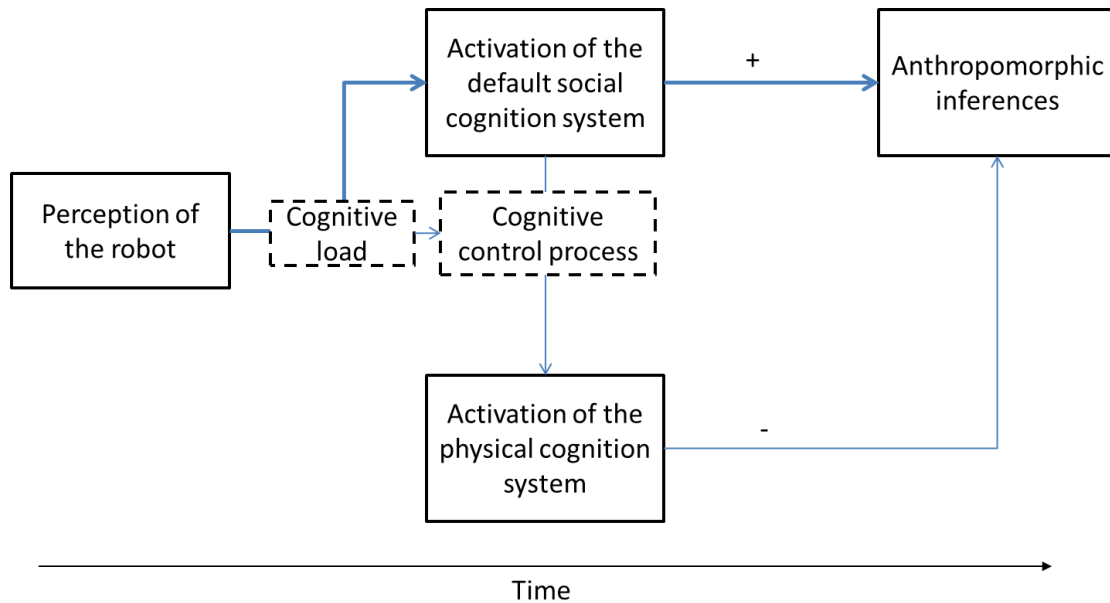 Perception of
the robot
Cognitive
load
Activation of the
default social
cognition system
Cognitive
control process
Activation of the
physical cognition
system
+
-
Anthropomorphic
inferences
Time